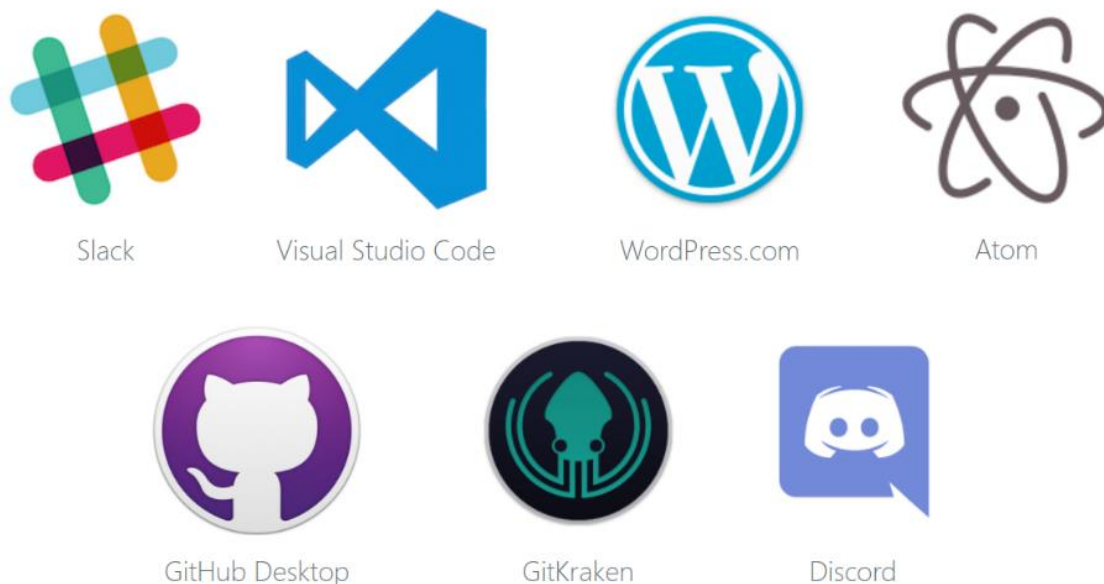 Slack
Visual Studio Code
WordPress.com
Atom
GitHub Desktop
GitKraken
Discord